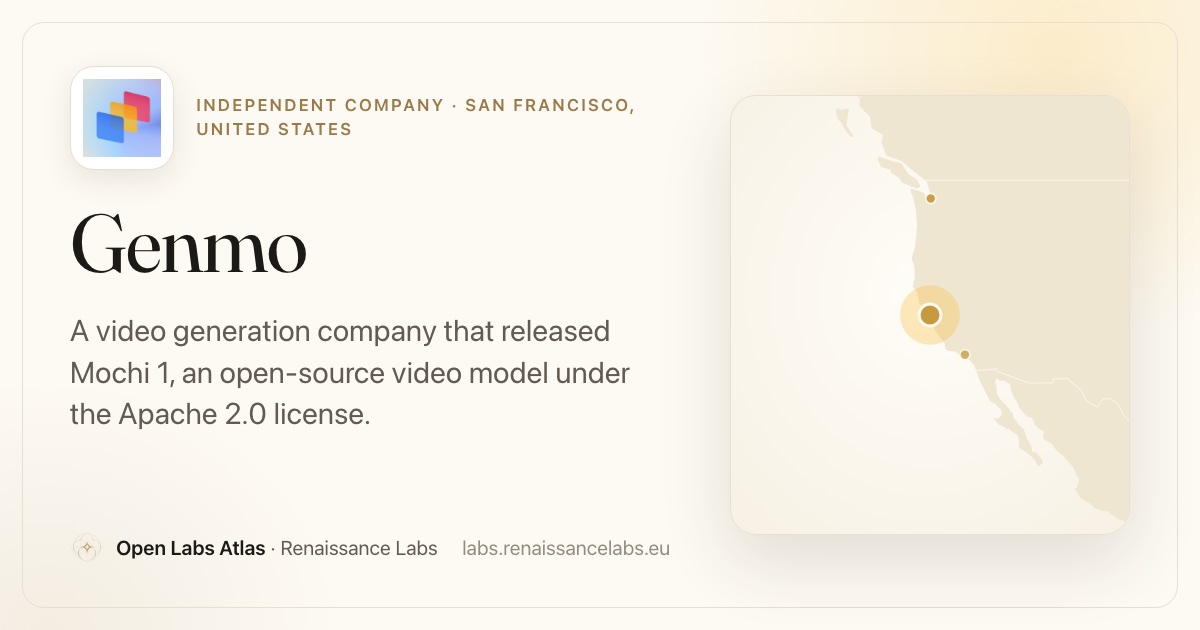 INDEPENDENT COMPANY · SAN FRANCISCO,
UNITED STATES
Genmo
A video generation company that released
Mochi 1, an open-source video model under
the Apache 2.0 license.
Open Labs Atlas · Renaissance Labs labs.renaissancelabs.eu